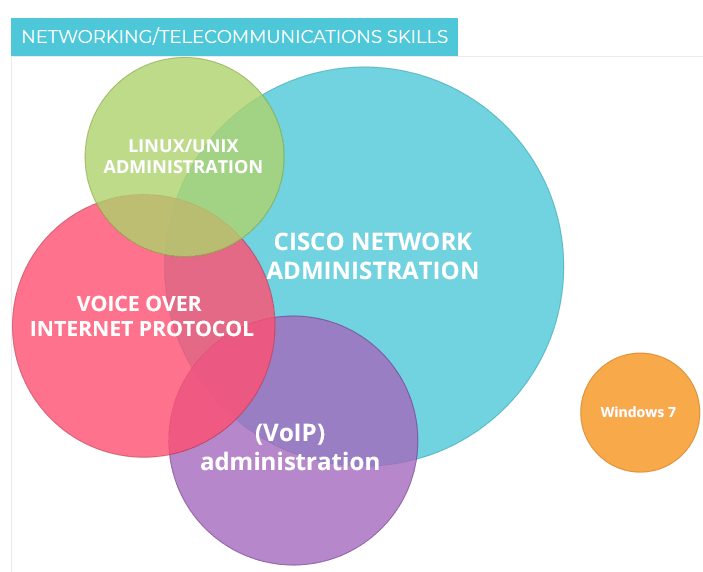 NETWORKING/TELECOMMUNICATIONS SKILLS
LINUX/UNIX
ADMINISTRATION
CISCO NETWORK
ADMINISTRATION
VOICE OVER
INTERNET PROTOCOL
Windows 7
(VoIP)
administration